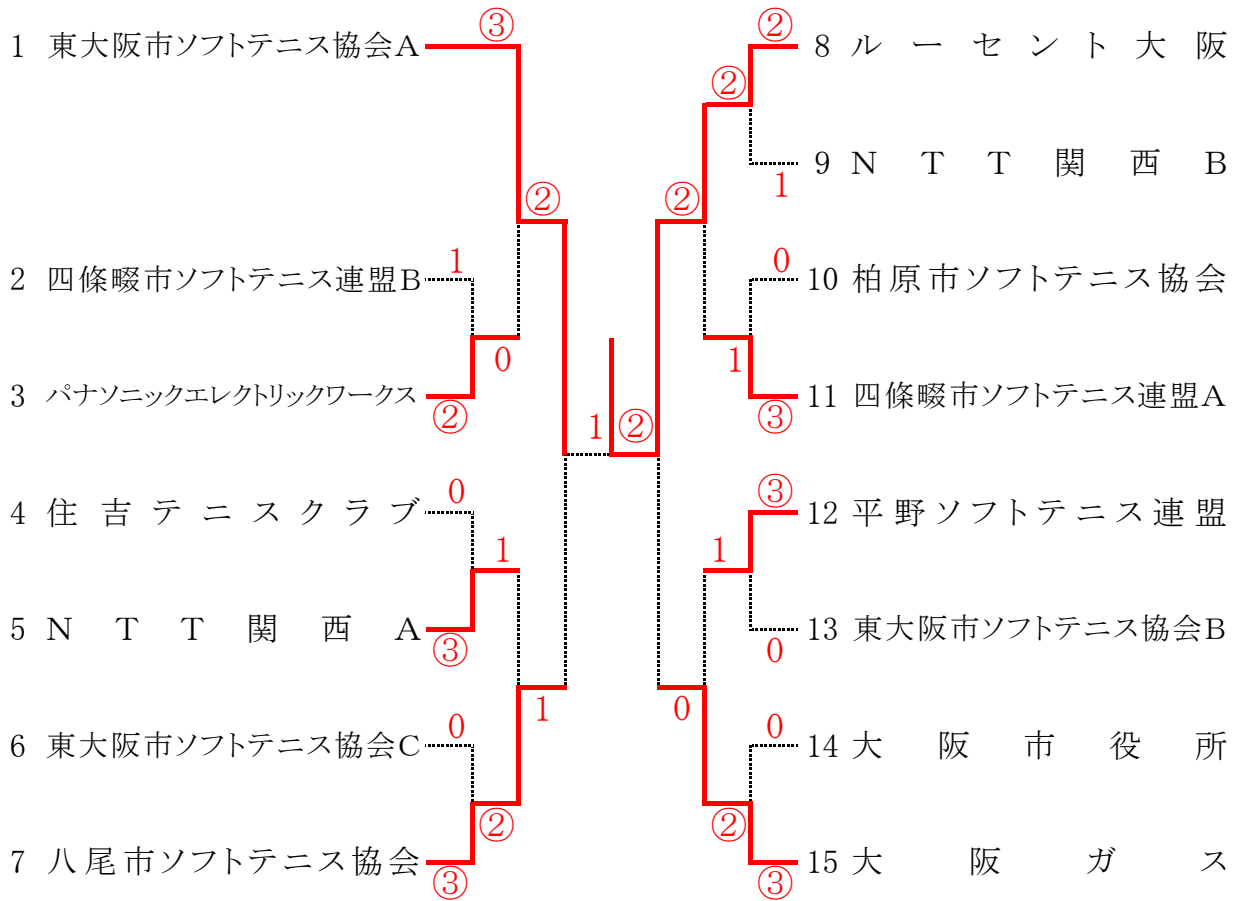 ③
1 東大阪市ソフトテニス協会A
②
8 ルーセント大阪
②
9 NTT関西B
1
②
②
2 四條畷市ソフトテニス連盟B
1
0
10 柏原市ソフトテニス協会
0
1
3 パナソニックエレクトリックワークス
②
11 四條畷市ソフトテニス連盟A
③
1
②
4 住吉テニスクラブ
0
③
12 平野ソフトテニス連盟
1
1
5 NTT関西A
③
13 東大阪市ソフトテニス協会B
0
6 東大阪市ソフトテニス協会C
0
1
0
0
14 大阪市役所
②
②
7 八尾市ソフトテニス協会
③
15 大阪ガス
③